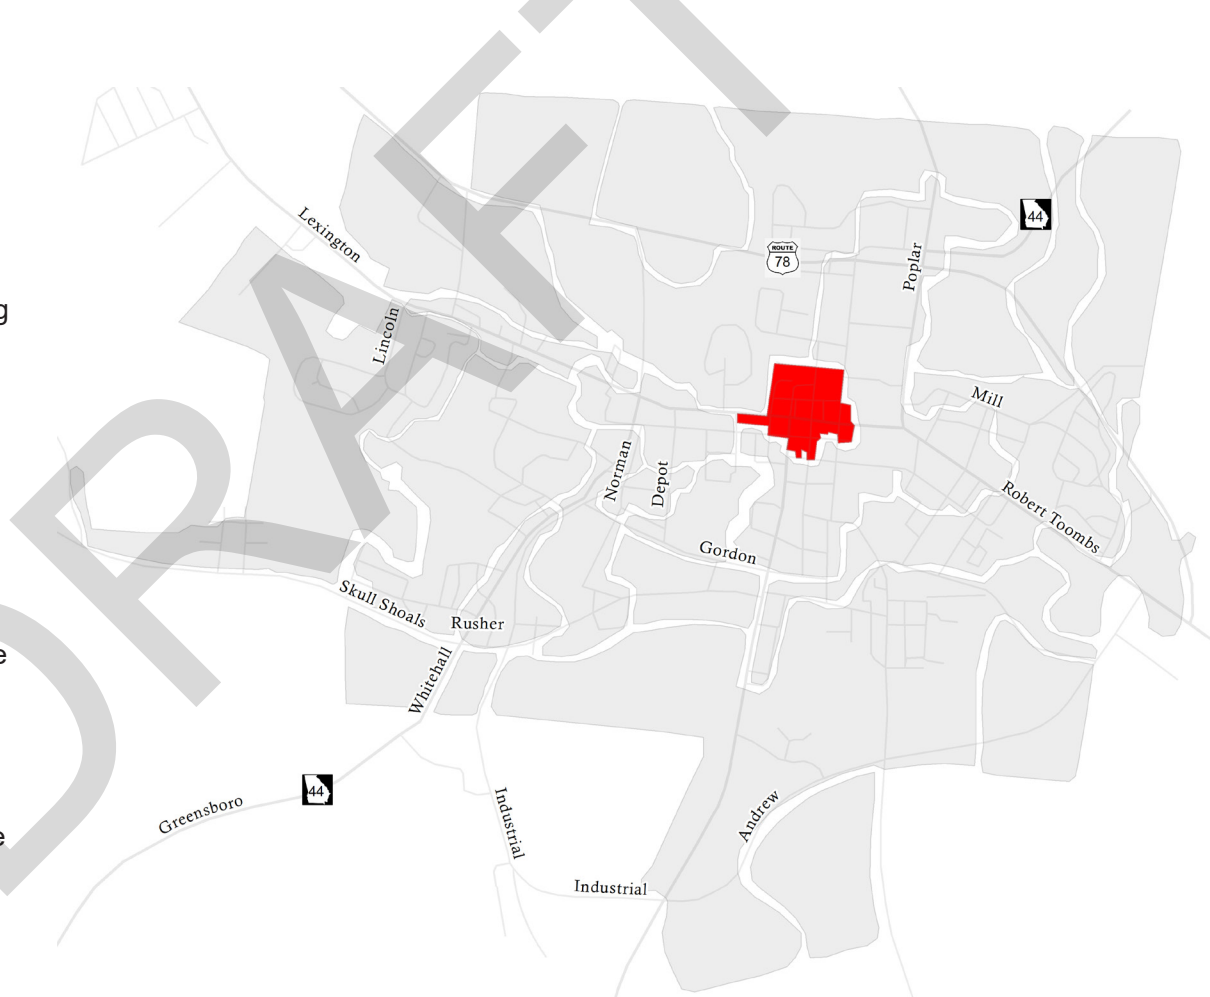 DRAFT
Lexington
44
ROUTE
78
Poplar
g
Lincoln
Mill
Norman
Depot
Robert Toombs
Gordon
Skull Shoals
Rusher
e
Whitehall
44
Greensboro
Industrial
Andrew
e
Industrial